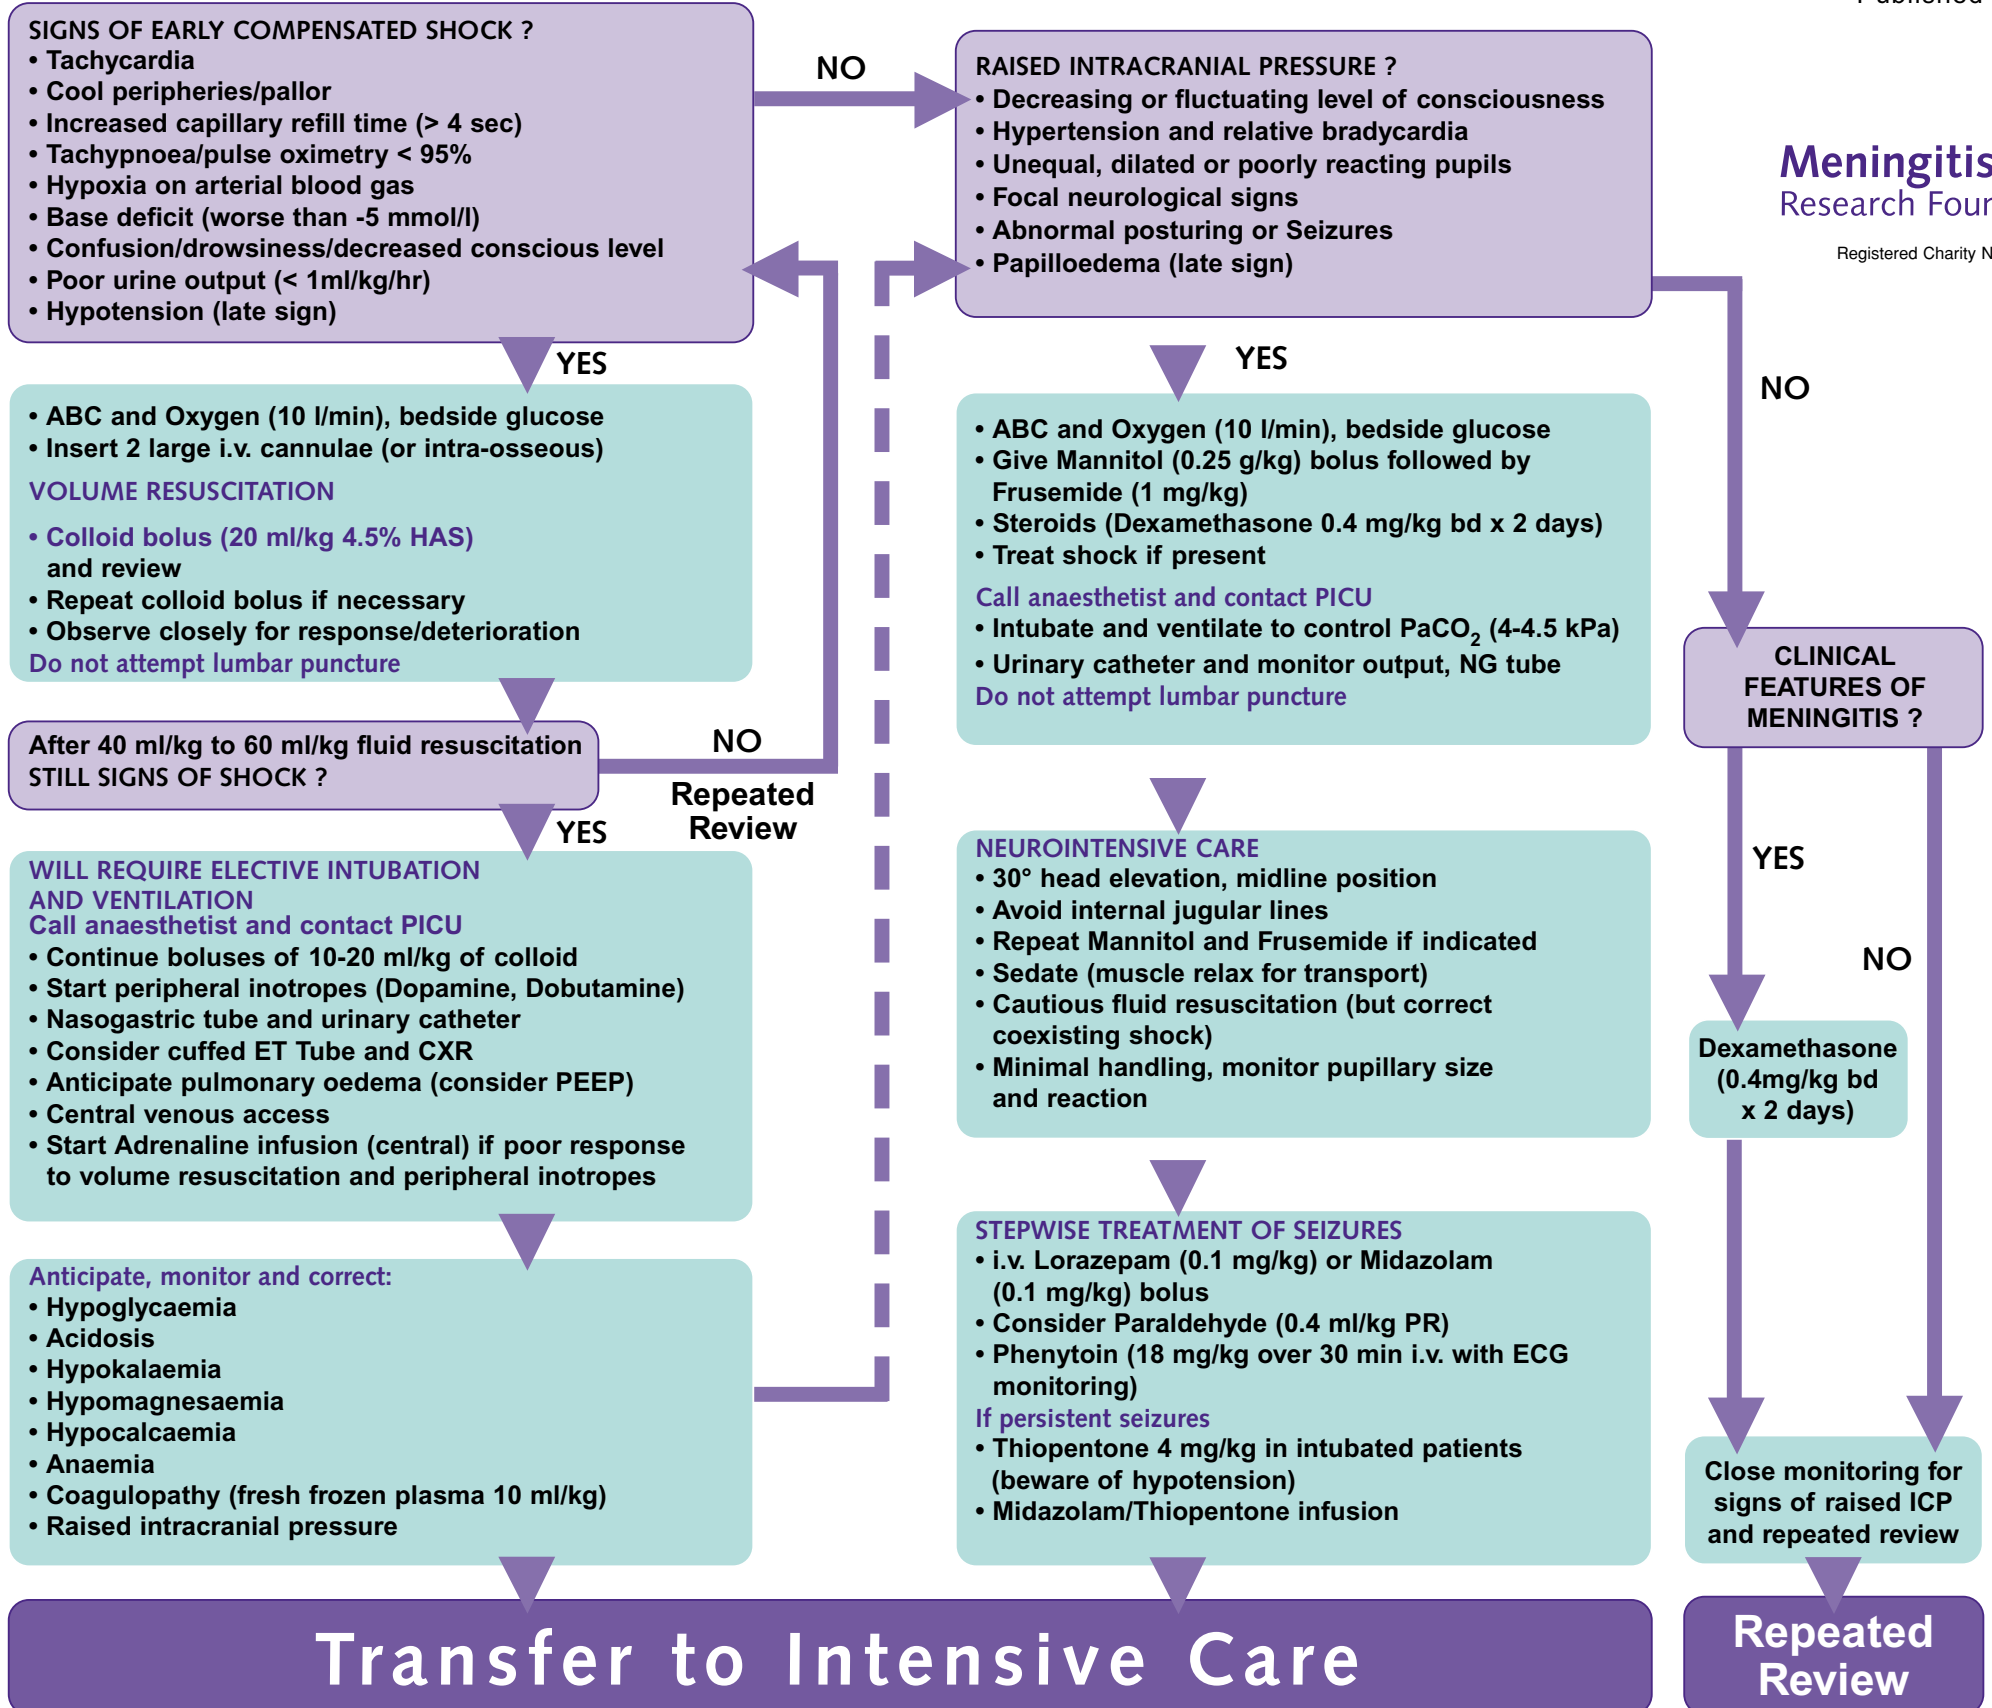 Published
SIGNS OF EARLY COMPENSATED SHOCK ?
• Tachycardia
• Cool peripheries/pallor
• Increased capillary refill time (> 4 sec)
• Tachypnoea/pulse oximetry < 95%
• Hypoxia on arterial blood gas
• Base deficit (worse than -5 mmol/l)
• Confusion/drowsiness/decreased conscious level
• Poor urine output (< 1ml/kg/hr)
• Hypotension (late sign)
NO
RAISED INTRACRANIAL PRESSURE ?
• Decreasing or fluctuating level of consciousness
• Hypertension and relative bradycardia
• Unequal, dilated or poorly reacting pupils
• Focal neurological signs
• Abnormal posturing or Seizures
• Papilloedema (late sign)
Meningitis
Research Four
Registered Charity N
YES
• ABC and Oxygen (10 l/min), bedside glucose
• Insert 2 large i.v. cannulae (or intra-osseous)
VOLUME RESUSCITATION
• Colloid bolus (20 ml/kg 4.5% HAS)
and review
• Repeat colloid bolus if necessary
• Observe closely for response/deterioration
Do not attempt lumbar puncture
After 40 ml/kg to 60 ml/kg fluid resuscitation
STILL SIGNS OF SHOCK ?
NO
Repeated
Review
YES
WILL REQUIRE ELECTIVE INTUBATION
AND VENTILATION
Call anaesthetist and contact PICU
• Continue boluses of 10-20 ml/kg of colloid
• Start peripheral inotropes (Dopamine, Dobutamine)
• Nasogastric tube and urinary catheter
• Consider cuffed ET Tube and CXR
• Anticipate pulmonary oedema (consider PEEP)
• Central venous access
• Start Adrenaline infusion (central) if poor response
to volume resuscitation and peripheral inotropes
Anticipate, monitor and correct:
• Hypoglycaemia
• Acidosis
• Hypokalaemia
• Hypomagnesaemia
• Hypocalcaemia
• Anaemia
• Coagulopathy (fresh frozen plasma 10 ml/kg)
• Raised intracranial pressure
YES
• ABC and Oxygen (10 l/min), bedside glucose
• Give Mannitol (0.25 g/kg) bolus followed by
Frusemide (1 mg/kg)
• Steroids (Dexamethasone 0.4 mg/kg bd x 2 days)
• Treat shock if present
Call anaesthetist and contact PICU
• Intubate and ventilate to control PaCO2 (4-4.5 kPa)
• Urinary catheter and monitor output, NG tube
Do not attempt lumbar puncture
NEUROINTENSIVE CARE
• 30° head elevation, midline position
• Avoid internal jugular lines
• Repeat Mannitol and Frusemide if indicated
• Sedate (muscle relax for transport)
• Cautious fluid resuscitation (but correct
coexisting shock)
• Minimal handling, monitor pupillary size
and reaction
STEPWISE TREATMENT OF SEIZURES
• i.v. Lorazepam (0.1 mg/kg) or Midazolam
(0.1 mg/kg) bolus
• Consider Paraldehyde (0.4 ml/kg PR)
• Phenytoin (18 mg/kg over 30 min i.v. with ECG
monitoring)
If persistent seizures
• Thiopentone 4 mg/kg in intubated patients
(beware of hypotension)
• Midazolam/Thiopentone infusion
NO
CLINICAL
FEATURES OF
MENINGITIS ?
YES
NO
Dexamethasone
(0.4mg/kg bd
x 2 days)
Close monitoring for
signs of raised ICP
and repeated review
Transfer to Intensive Care
Repeated
Review